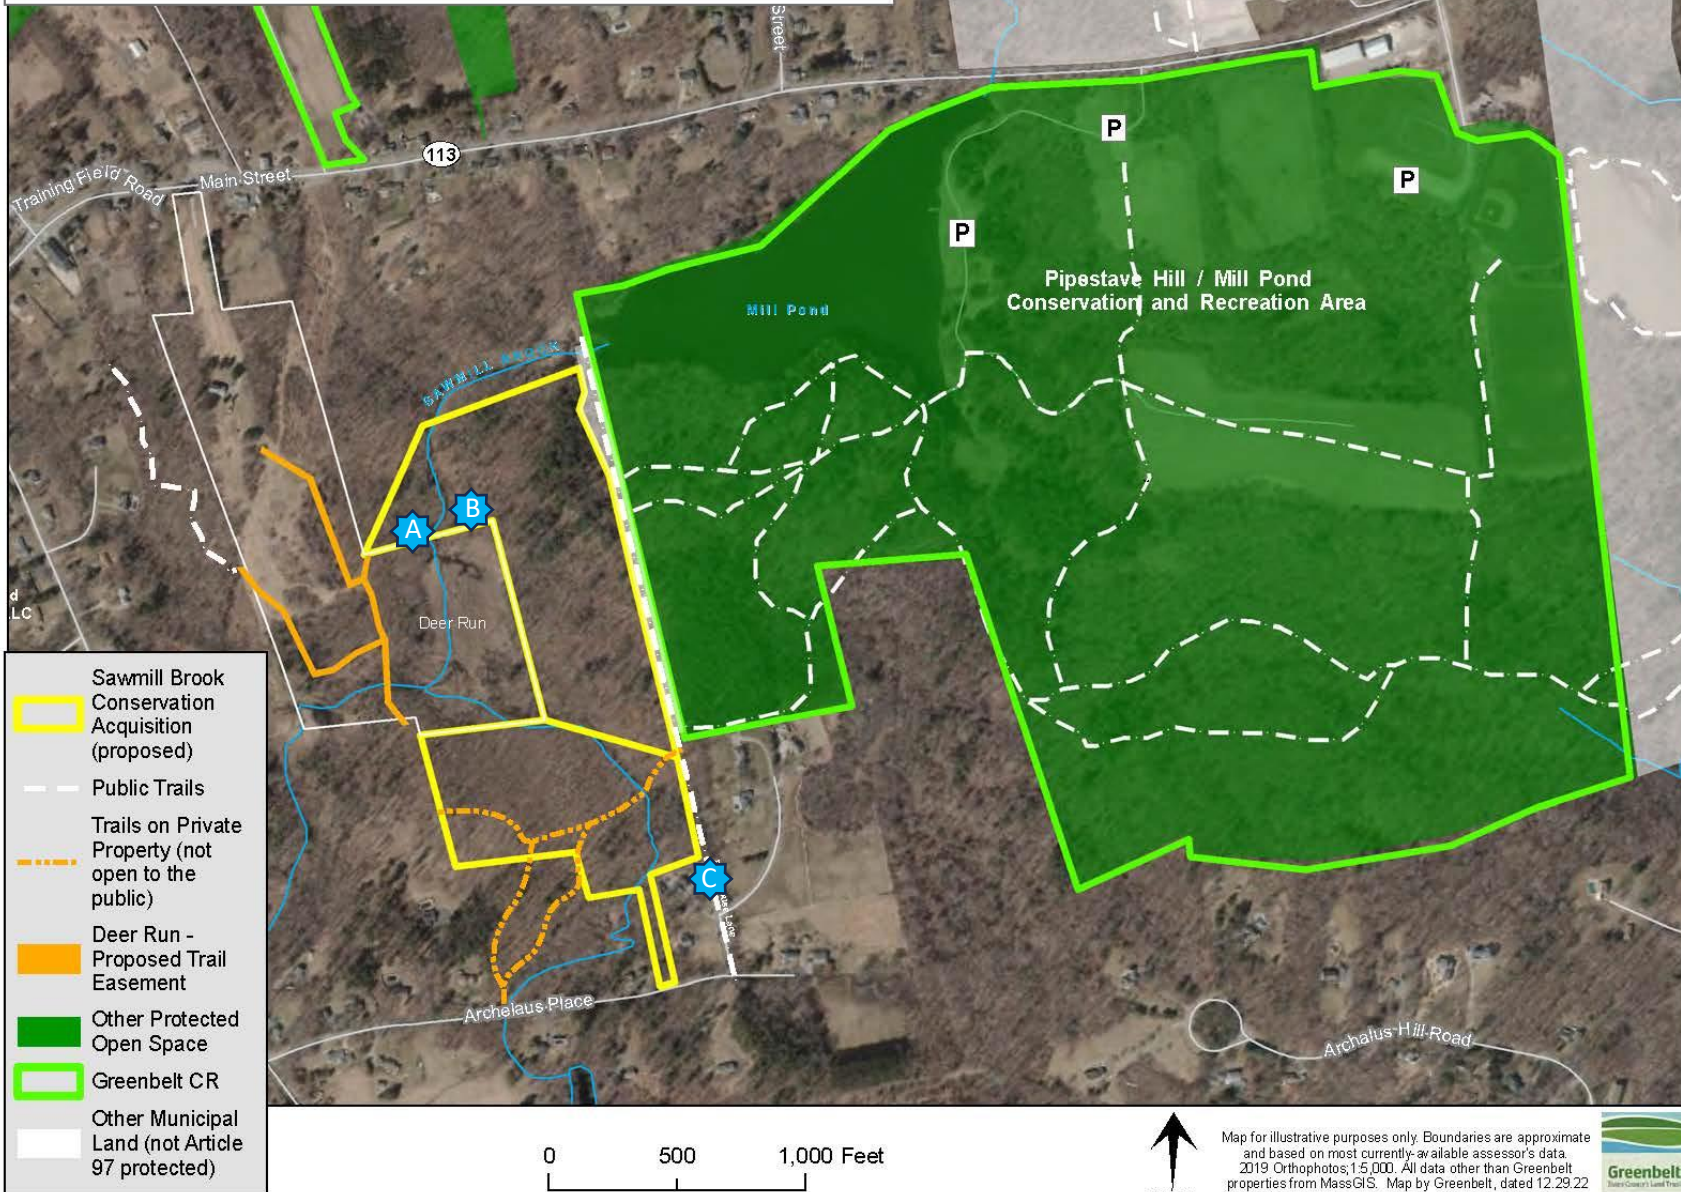 Street
113
Main Street
Training Field Road
P
P
P
Pipestave Hill / Mill Pond
Conservation and Recreation Area
Mill Pond
SAWMILL BROOK
A
B
Deer Run
d
LLC
C
Archelaus Place
Archalus Hill Road
Sawmill Brook
Conservation
Acquisition
(proposed)
Public Trails
Trails on Private
Property (not
open to the
public)
Deer Run -
Proposed Trail
Easement
Other Protected
Open Space
Greenbelt CR
Other Municipal
Land (not Article
97 protected)
0 500 1,000 Feet
Map for illustrative purposes only. Boundaries are approximate
and based on most currently-available assessor's data.
2019 Orthophotos; 1:5,000. All data other than Greenbelt
properties from MassGIS. Map by Greenbelt, dated 12.29.22
Greenbelt